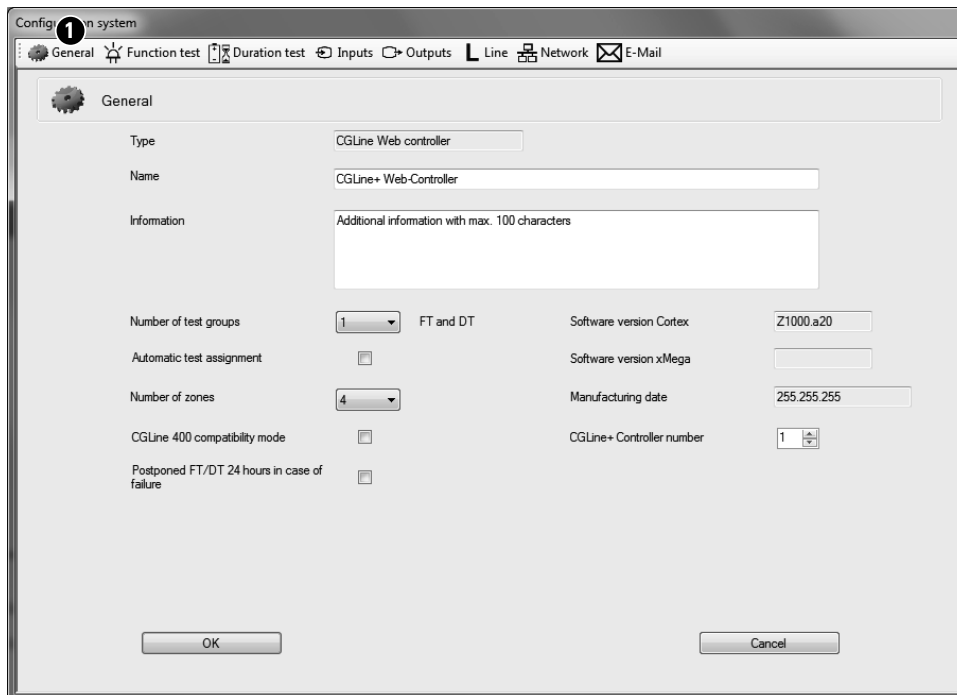 Configu n system
1
General Function test Duration test Inputs Outputs L Line Network E-Mail
General
Type CGLine Web controller
Name CGLine+ Web-Controller
Information Additional information with max. 100 characters
Number of test groups 1 FT and DT Software version Cortex Z1000.a20
Automatic test assignment Software version xMega
Number of zones 4 Manufacturing date 255.255.255
CGLine 400 compatibility mode CGLine+ Controller number 1
Postponed FT/DT 24 hours in case of
failure
OK Cancel